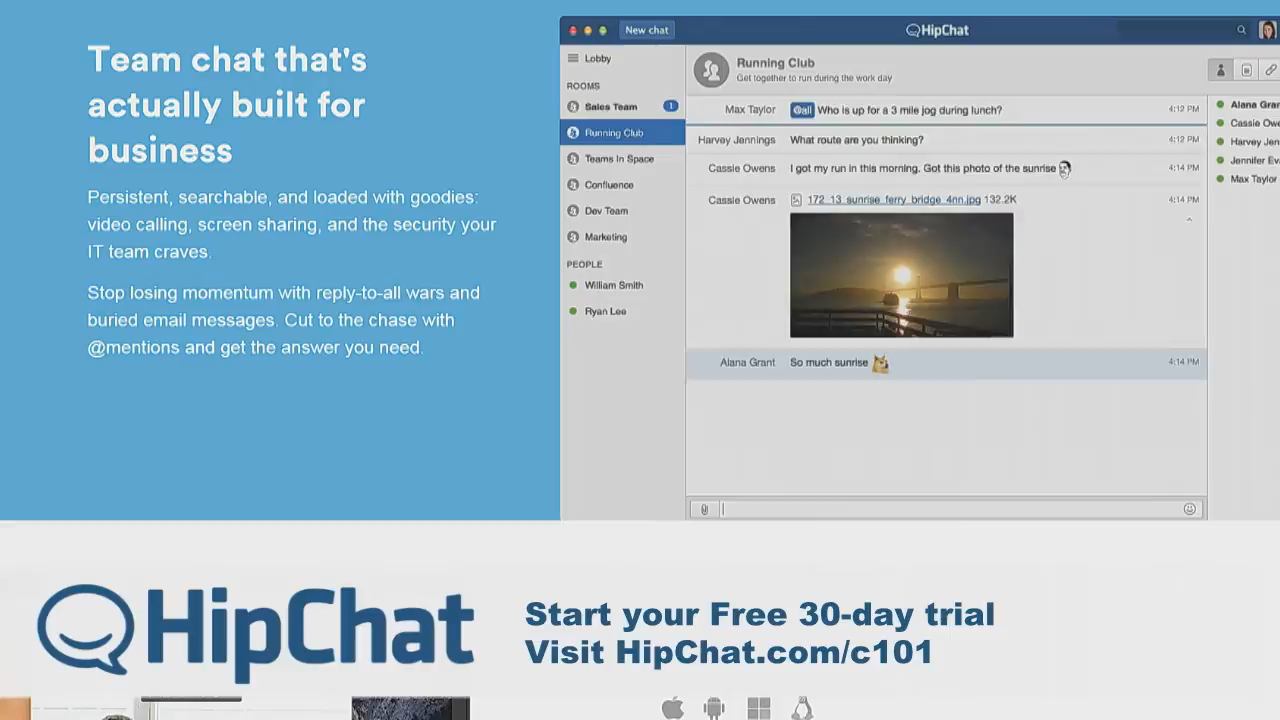 Team chat that's
actually built for
business
Persistent, searchable, and loaded with goodies:
video calling, screen sharing, and the security your
IT team craves.
Stop losing momentum with reply-to-all wars and
buried email messages. Cut to the chase with
@mentions and get the answer you need.
New chat
HipChat
Lobby
ROOMS
Sales Team 1
Running Club
Teams In Space
Confluence
Dev Team
Marketing
PEOPLE
William Smith
Ryan Lee
Running Club
Get together to run during the work day
Max Taylor @all Who is up for a 3 mile jog during lunch? 4:12 PM
Harvey Jennings What route are you thinking? 4:12 PM
Cassie Owens I got my run in this morning. Got this photo of the sunrise 4:14 PM
Cassie Owens 172_13_sunrise_ferry_bridge_4nn.jpg 132.2K 4:14 PM
Alana Grant So much sunrise 4:14 PM
Alana Gran
Cassie Owe
Harvey Jen
Jennifer Ev
Max Taylor
HipChat
Start your Free 30-day trial
Visit HipChat.com/c101